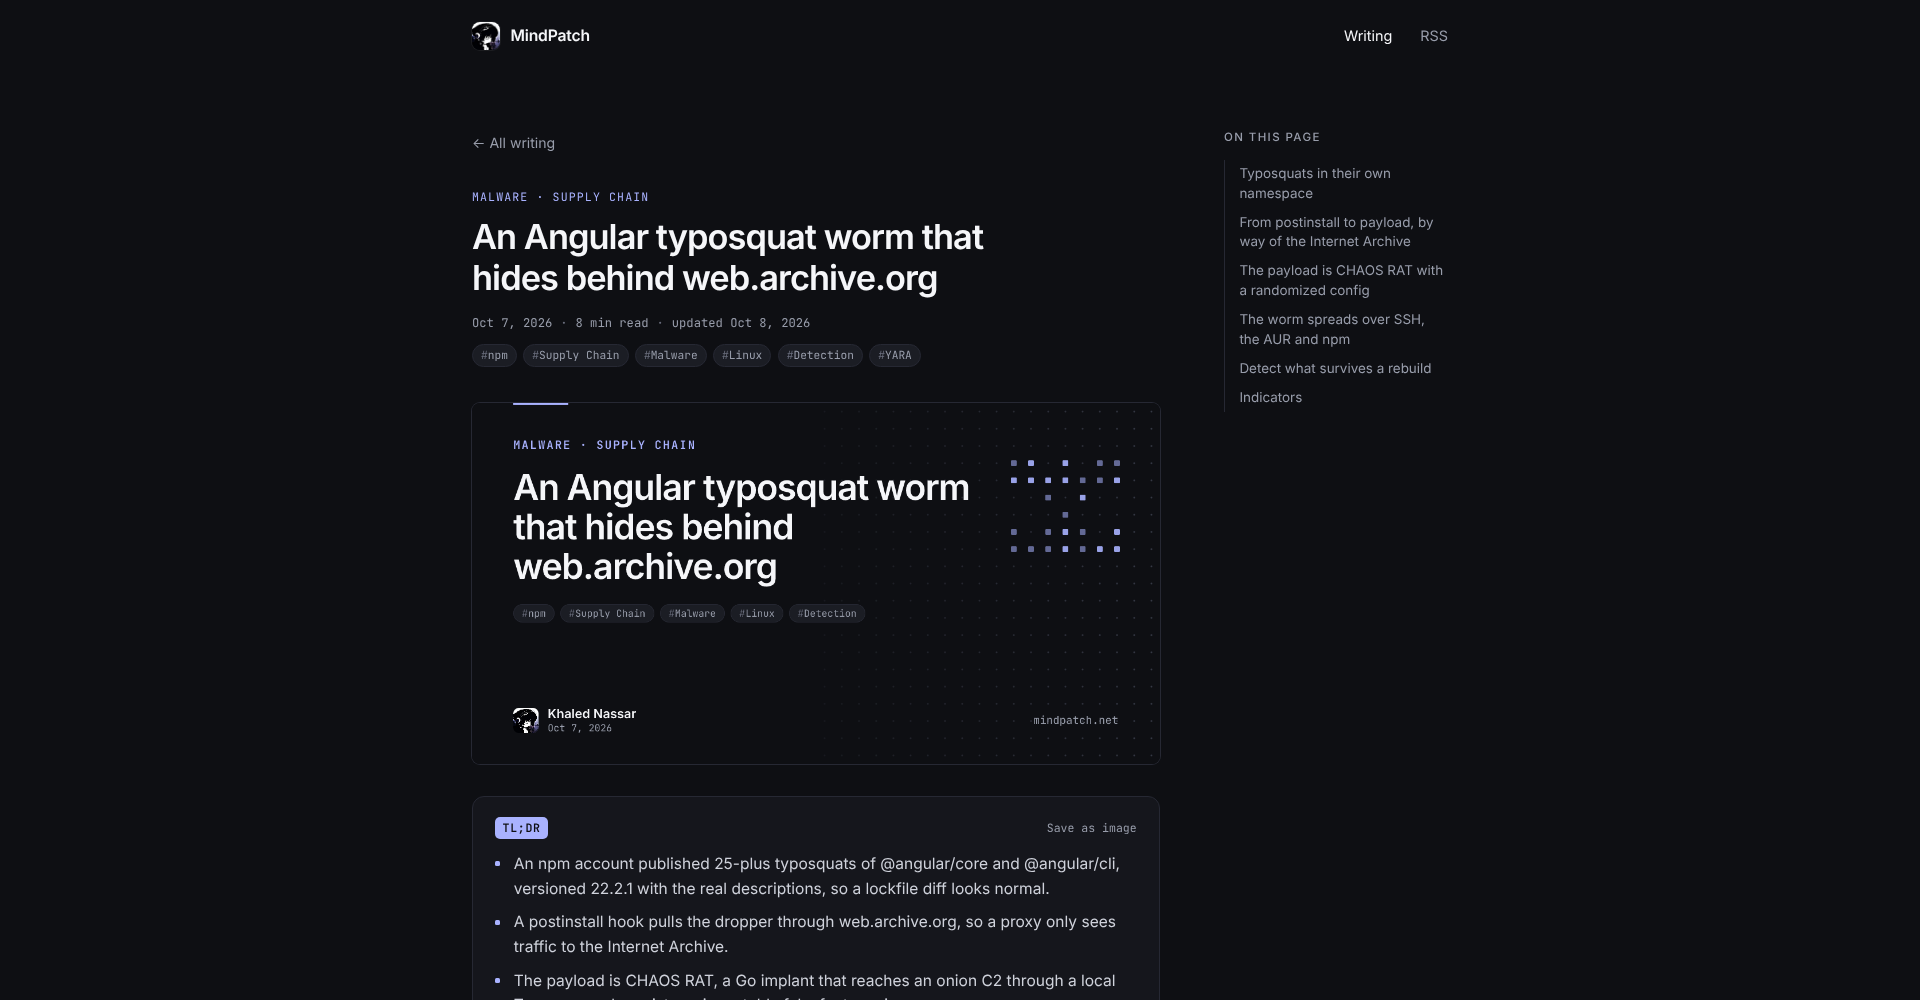 MindPatch
Writing
RSS
← All writing
MALWARE · SUPPLY CHAIN
An Angular typosquat worm that
hides behind web.archive.org
Oct 7, 2026 · 8 min read · updated Oct 8, 2026
#npm #Supply Chain #Malware #Linux #Detection #YARA
MALWARE · SUPPLY CHAIN
An Angular typosquat worm
that hides behind
web.archive.org
#npm #Supply Chain #Malware #Linux #Detection
Khaled Nassar
Oct 7, 2026
mindpatch.net
TL;DR
Save as image
An npm account published 25-plus typosquats of @angular/core and @angular/cli,
versioned 22.2.1 with the real descriptions, so a lockfile diff looks normal.
A postinstall hook pulls the dropper through web.archive.org, so a proxy only sees
traffic to the Internet Archive.
The payload is CHAOS RAT, a Go implant that reaches an onion C2 through a local
ON THIS PAGE
Typosquats in their own
namespace
From postinstall to payload, by
way of the Internet Archive
The payload is CHAOS RAT with
a randomized config
The worm spreads over SSH,
the AUR and npm
Detect what survives a rebuild
Indicators